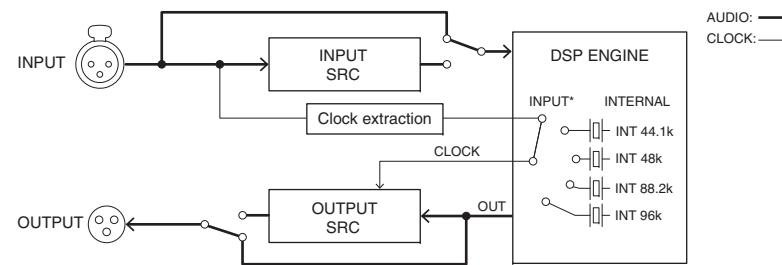 AUDIO:
CLOCK:
INPUT
INPUT
SRC
DSP ENGINE
INPUT*
INTERNAL
Clock extraction
INT 44.1k
CLOCK
INT 48k
INT 88.2k
OUTPUT
OUTPUT
SRC
OUT
INT 96k